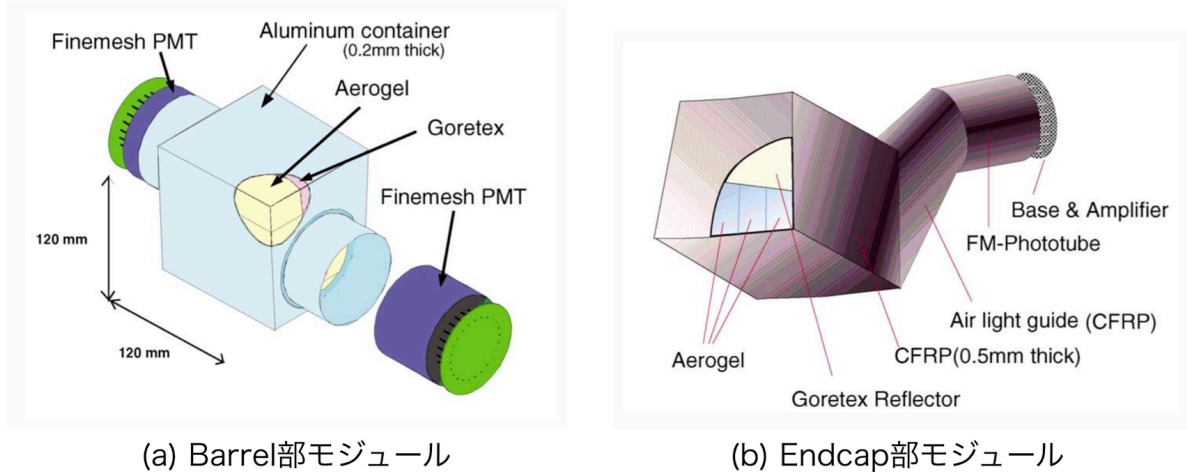 Finemesh PMT
Aluminum container
(0.2mm thick)
Aerogel
Goretex
Finemesh PMT
120 mm
120 mm
(a) Barrel部モジュール
Base & Amplifier
FM-Phototube
Air light guide (CFRP)
CFRP(0.5mm thick)
Aerogel
Goretex Reflector
(b) Endcap部モジュール